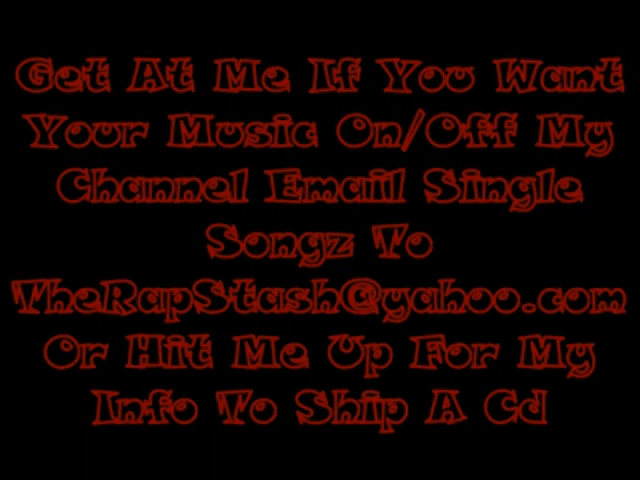 Get At Me If You Want
Your Music On/Off My
Channel Email Single
Songz To
TheRapStash@yahoo.com
Or Hit Me Up For My
Info To Ship A Cd